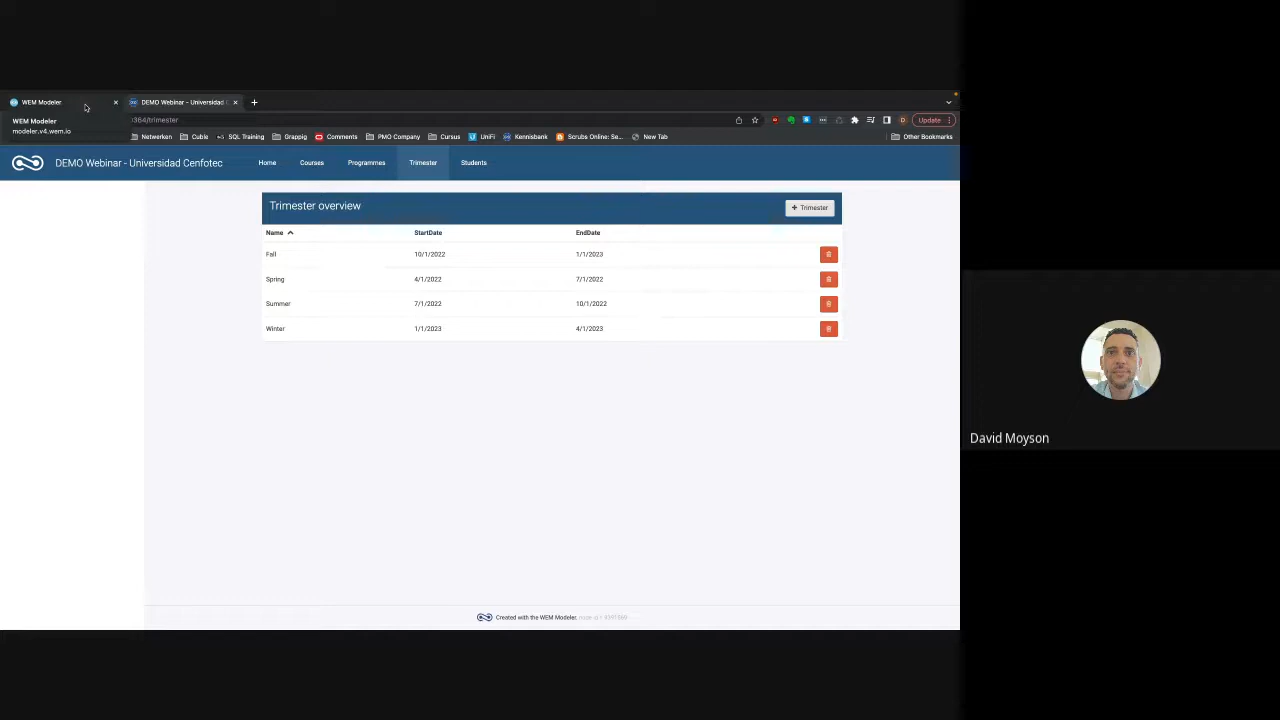 WEM Modeler
DEMO Webinar - Universidad
WEM Modeler
modeler.v4.wem.io
364/trimester
Update
Netwerken Cuble SQL Training Grappig Comments PMO Company Cursus UniFi Kennisbank Scrubs Online: Se... New Tab Other Bookmarks
DEMO Webinar - Universidad Cenfotec Home Courses Programmes Trimester Students
Trimester overview + Trimester
Name StartDate EndDate
Fall 10/1/2022 1/1/2023
Spring 4/1/2022 7/1/2022
Summer 7/1/2022 10/1/2022
Winter 1/1/2023 4/1/2023
David Moyson
Created with the WEM Modeler.